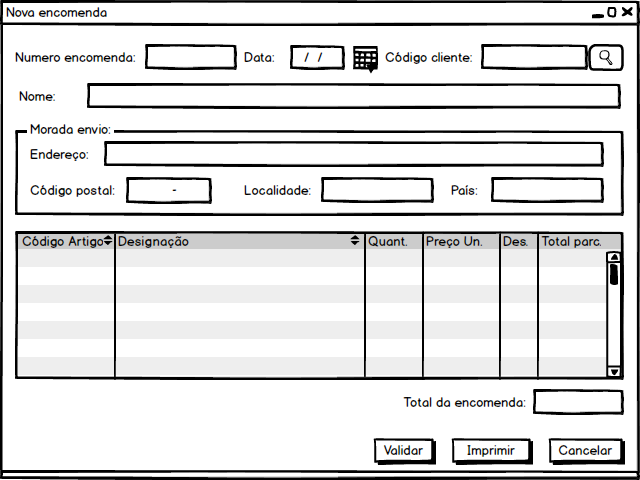 Nova encomenda
Numero encomenda: Data: / / Código cliente:
Nome:
Morada envio:
Endereço:
Código postal: - Localidade: País:
Código Artigo Designação Quant. Preço Un. Des. Total parc.
Total da encomenda:
Validar Imprimir Cancelar